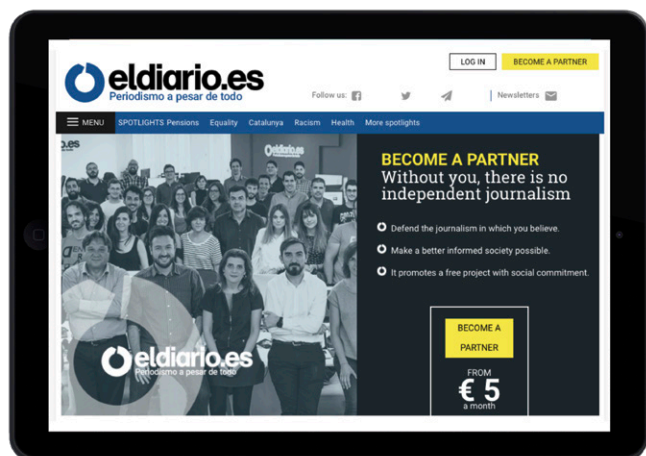 LOG IN
BECOME A PARTNER
eldiario.es
Periodismo a pesar de todo
Follow us:
Newsletters
MENU
SPOTLIGHTS Pensions Equality Catalunya Racism Health More spotlights
o.es
eldiario.es
BECOME A PARTNER
Without you, there is no
independent journalism
Defend the journalism in which you believe.
Make a better informed society possible.
It promotes a free project with social commitment.
eldiario.es
Periodismo a pesar de todo
BECOME A
PARTNER
FROM
€ 5
a month